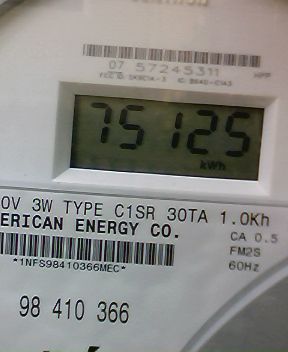 07 57245311
HPP
75125
kWh
0V 3W TYPE C1SR 30TA 1.0Kh
ERICAN ENERGY CO.
CA 0.5
FM2S
60Hz
*1NFS98410366MEC*
98 410 366